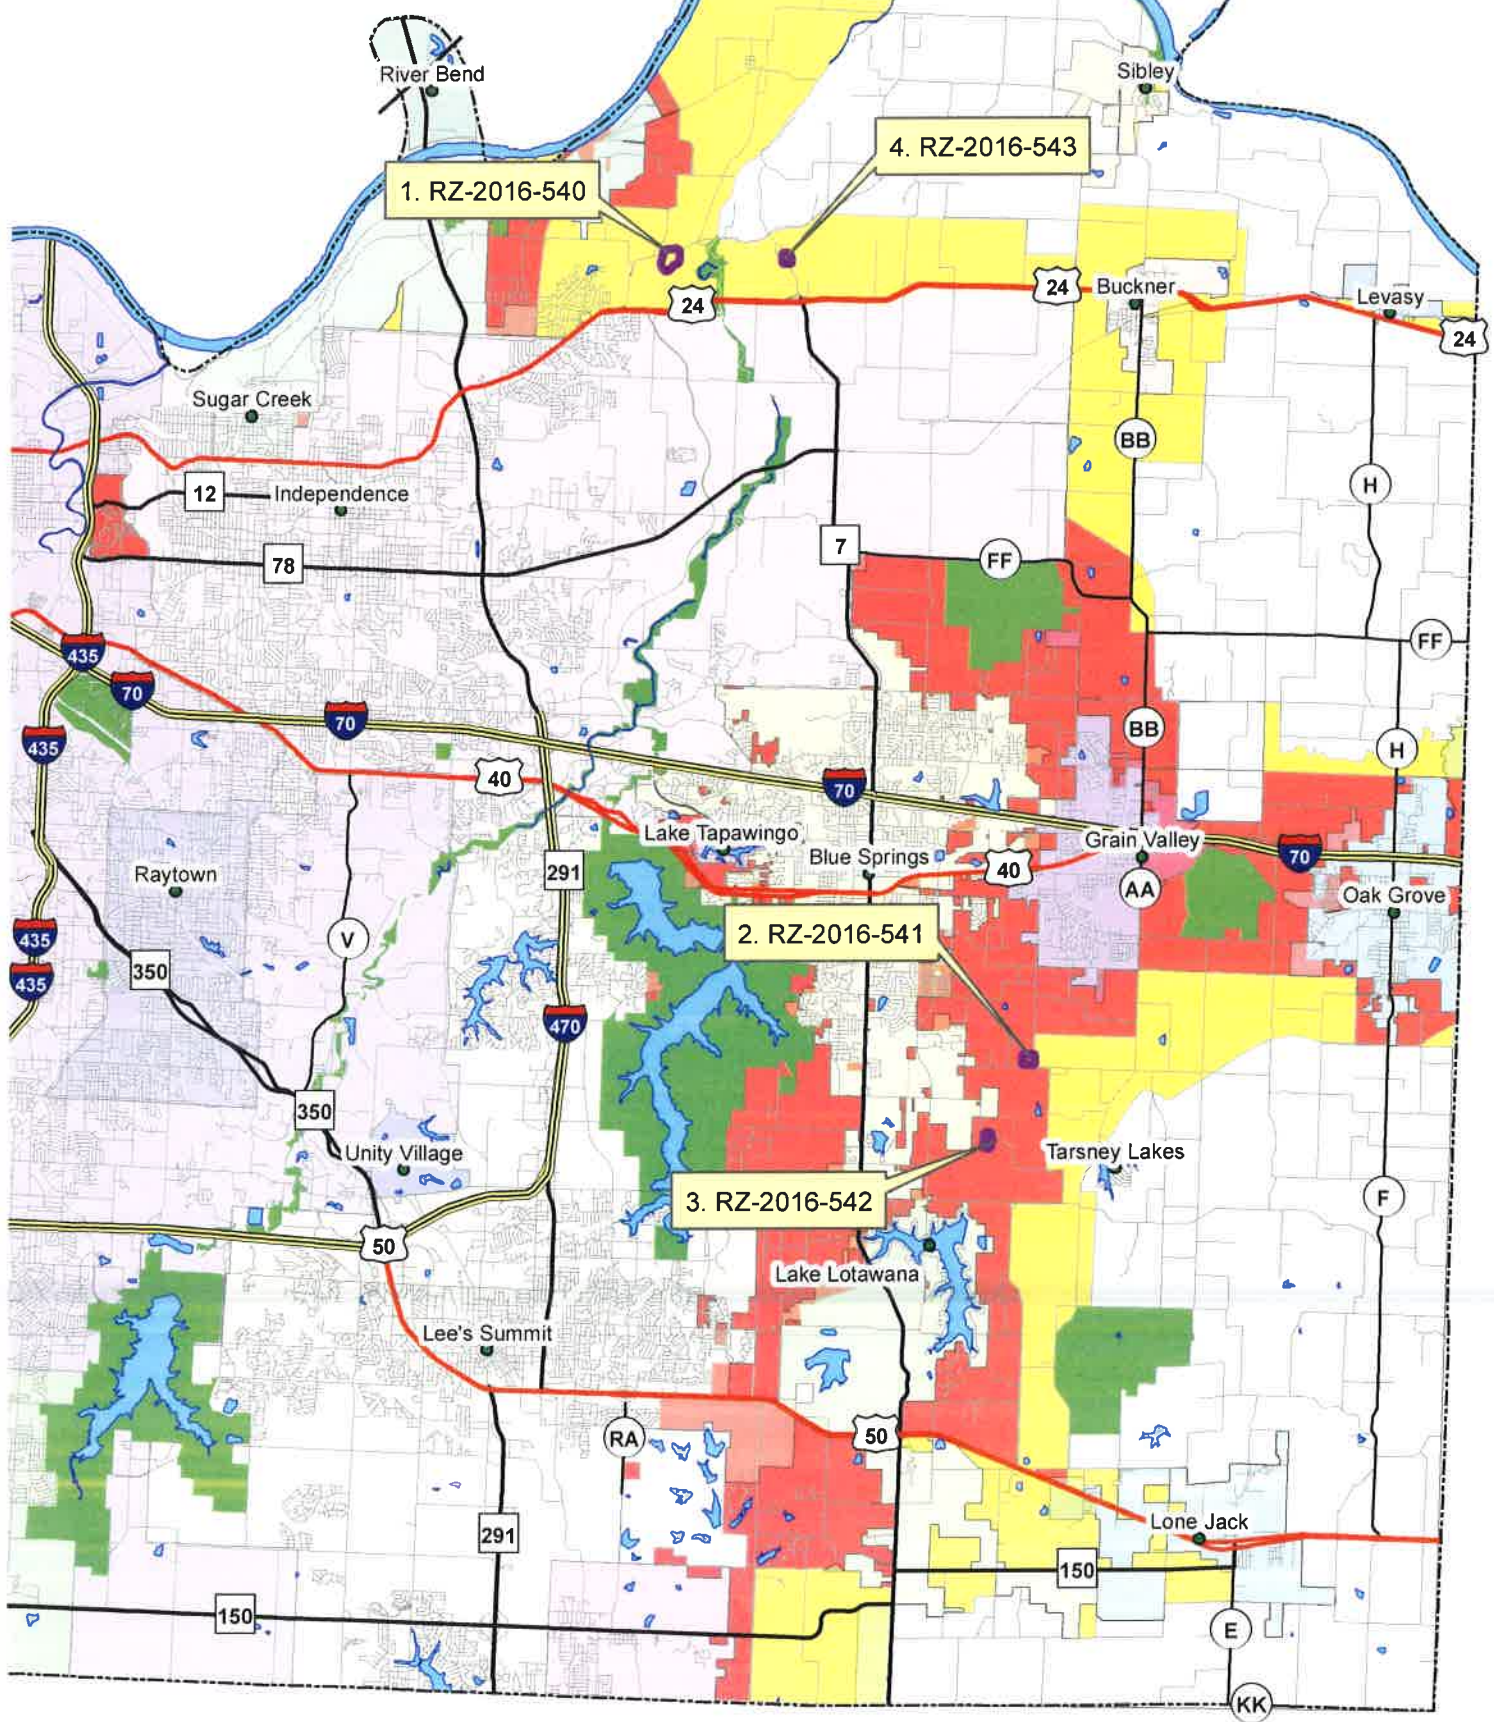 River Bend
Sibley
4. RZ-2016-543
1. RZ-2016-540
24
24
Buckner
Levasy
24
Sugar Creek
BB
12
Independence
H
7
78
FF
435
FF
70
70
435
BB
H
40
70
Lake Tapawingo
Grain Valley
Blue Springs
70
291
40
Raytown
AA
Oak Grove
2. RZ-2016-541
435
V
350
435
470
350
Unity Village
Tarsney Lakes
3. RZ-2016-542
F
50
Lake Lotawana
Lee's Summit
50
RA
Lone Jack
291
150
150
E
KK